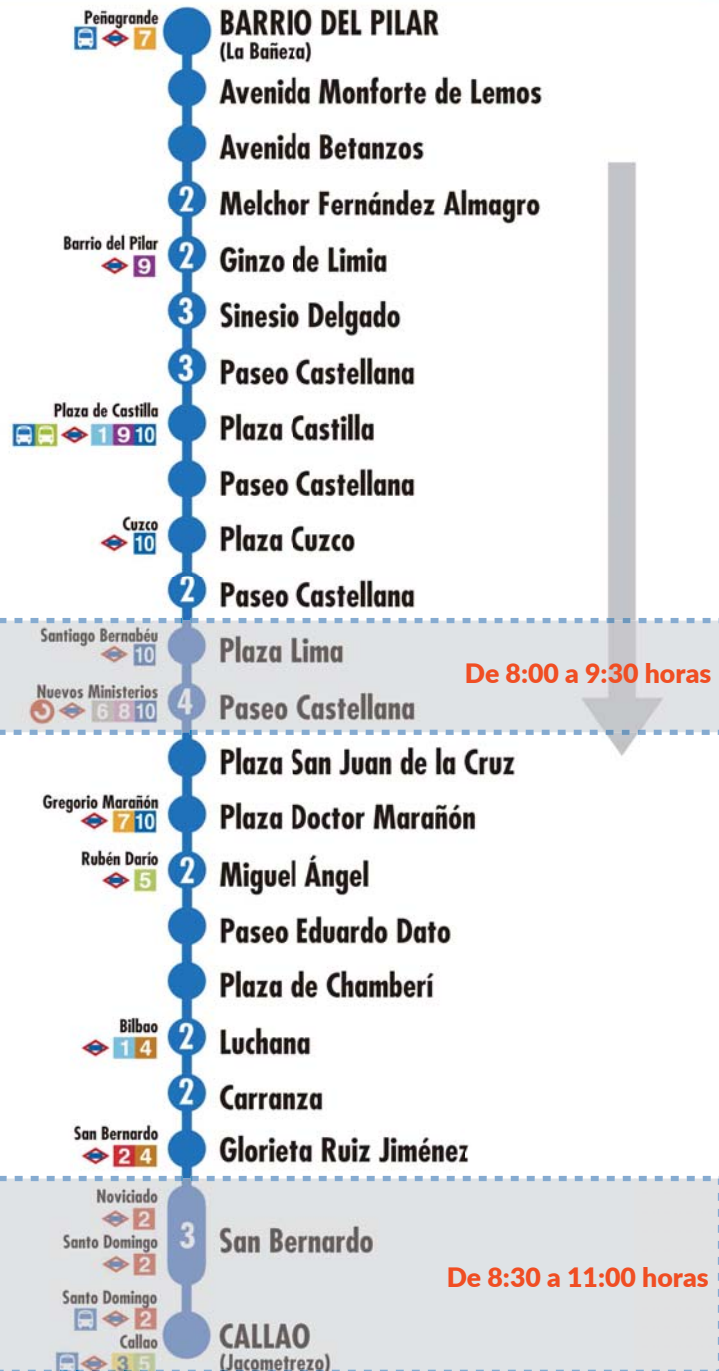 Peñagrande
7
BARRIO DEL PILAR
(La Bañeza)
Avenida Monforte de Lemos
Avenida Betanzos
2 Melchor Fernández Almagro
Barrio del Pilar
9
2 Ginzo de Limia
3 Sinesio Delgado
3 Paseo Castellana
Plaza de Castilla
1 9 10
Plaza Castilla
Paseo Castellana
Cuzco
10
Plaza Cuzco
2 Paseo Castellana
Santiago Bernabéu
10
Plaza Lima
De 8:00 a 9:30 horas
Nuevos Ministerios
6 8 10
4 Paseo Castellana
Plaza San Juan de la Cruz
Gregorio Marañón
7 10
Plaza Doctor Marañón
Rubén Darío
5
2 Miguel Ángel
Paseo Eduardo Dato
Plaza de Chamberí
Bilbao
1 4
2 Luchana
2 Carranza
San Bernardo
2 4
Glorieta Ruiz Jiménez
Noviciado
2
Santo Domingo
2
3 San Bernardo
De 8:30 a 11:00 horas
Santo Domingo
2
Callao
3 5
CALLAO
(Jacometrezo)